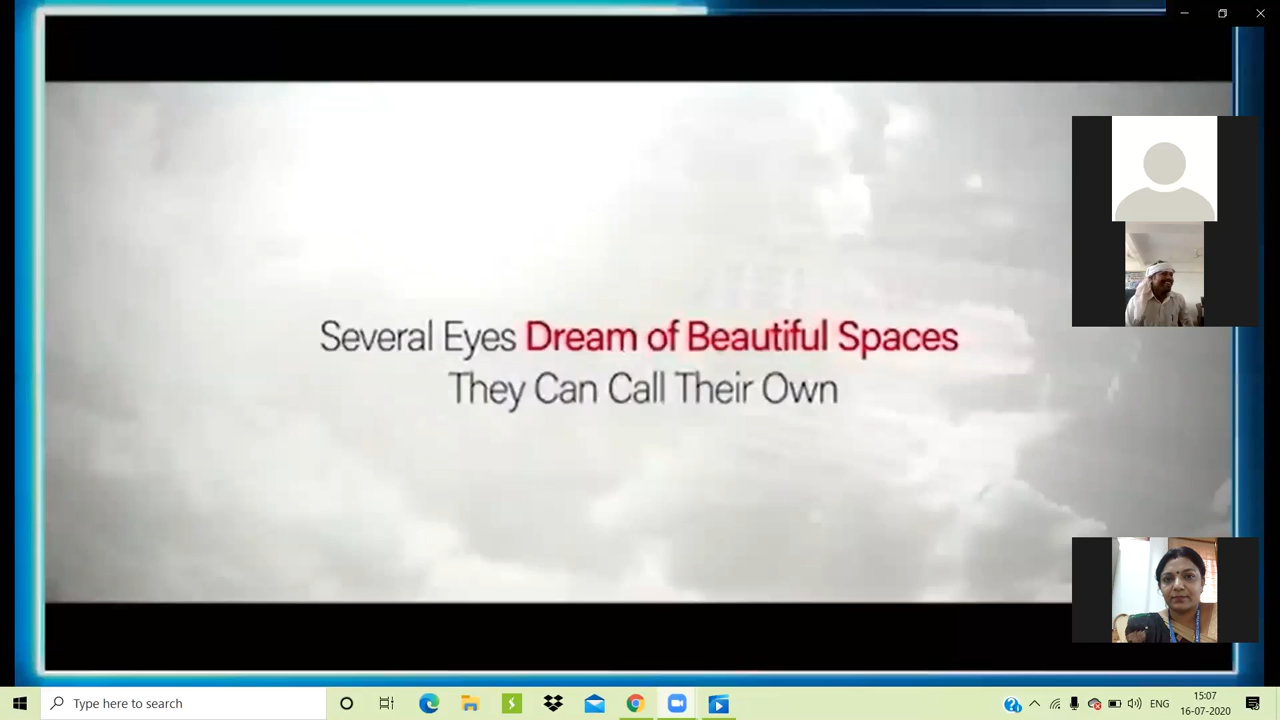 Several Eyes Dream of Beautiful Spaces
They Can Call Their Own
Type here to search
ENG
15:07
16-07-2020